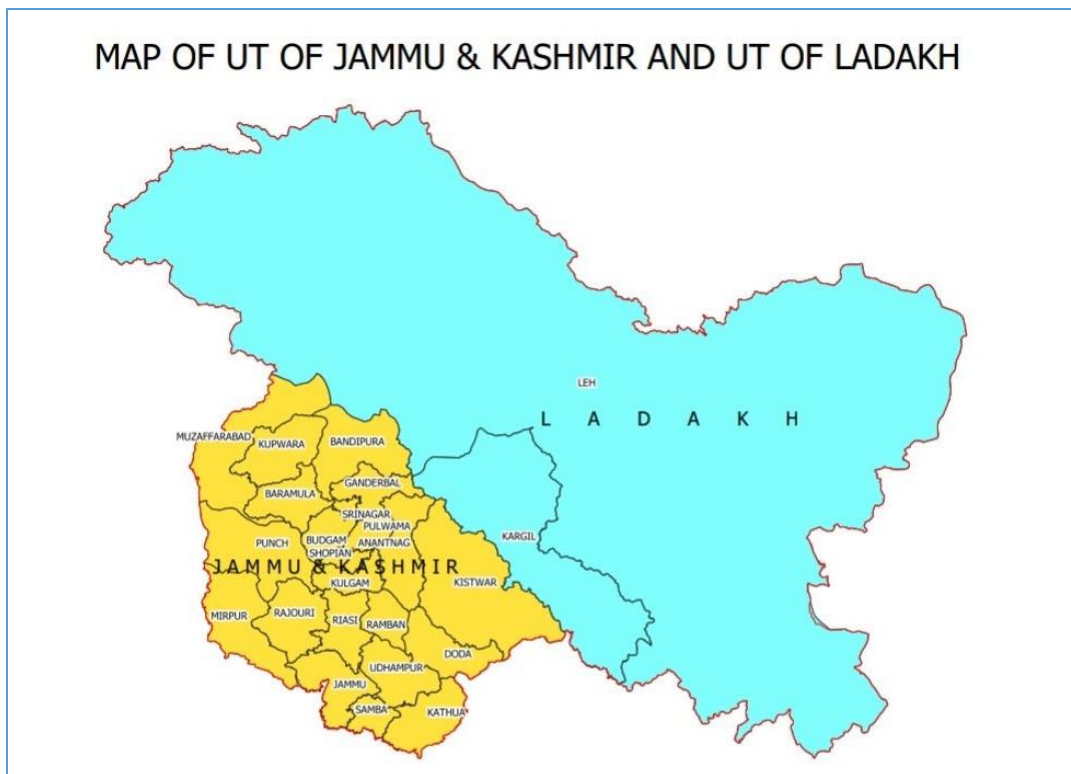 MAP OF UT OF JAMMU & KASHMIR AND UT OF LADAKH
LEH
L A D A K H
MUZAFFARABAD
KUPWARA
BANDIPURA
GANDERBAL
BARAMULA
SRINAGAR
PULWAMA
BUDGAM
ANANTNAG
PUNCH
SHOPIAN
KARGIL
JAMMU & KASHMIR
KULGAM
KISTWAR
MIRPUR
RAJOURI
RIASI
RAMBAN
DODA
UDHAMPUR
JAMMU
SAMBA
KATHUA